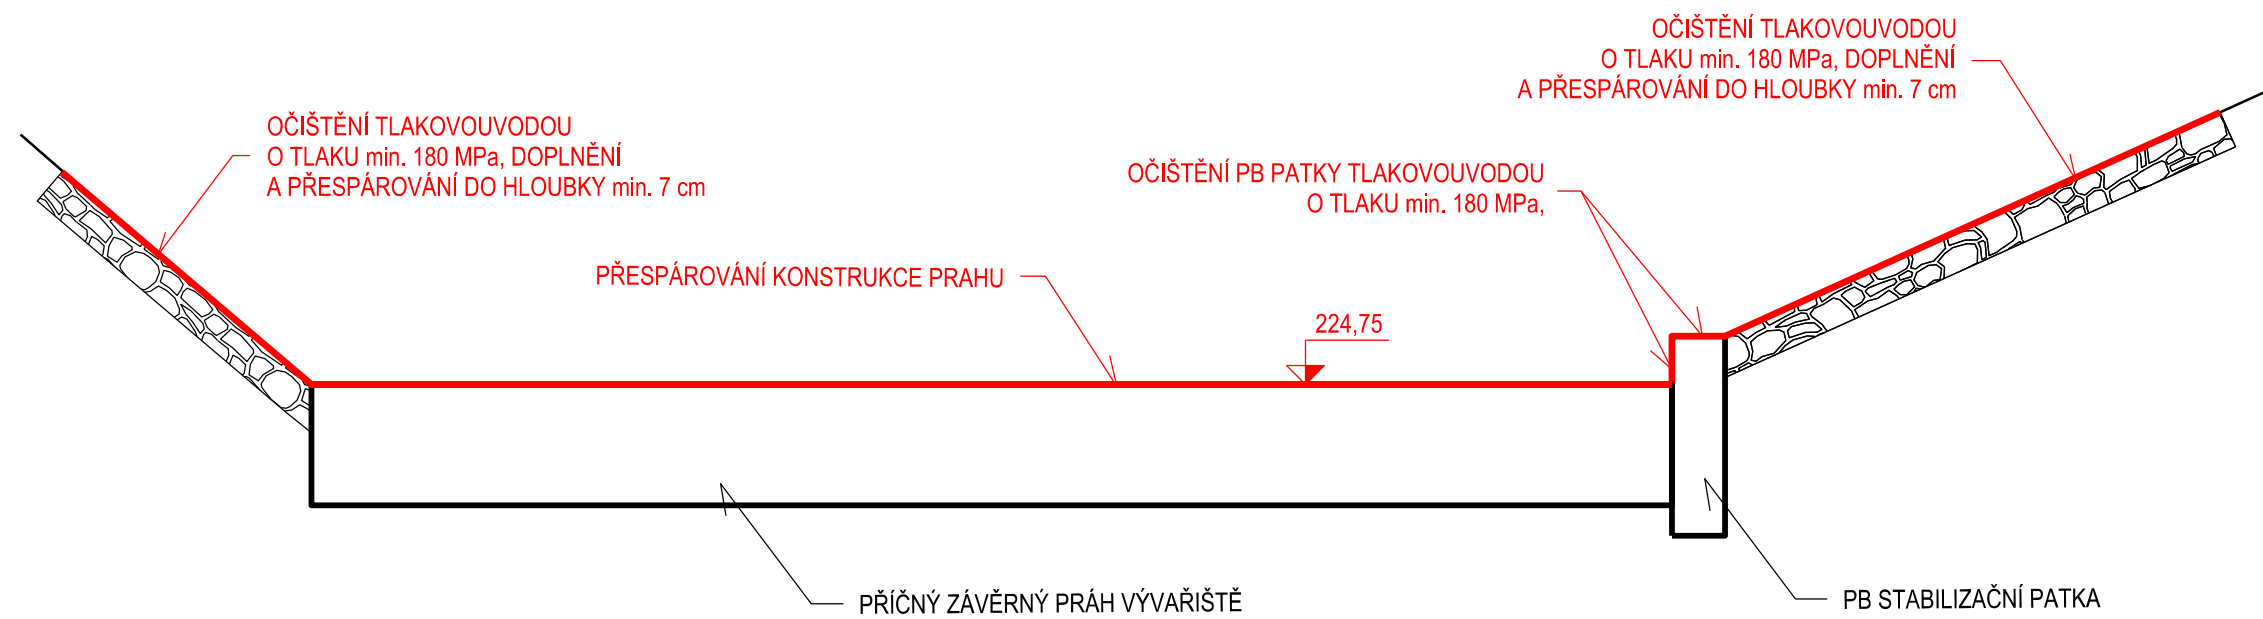 OČIŠTĚNÍ TLAKOVOUVODOU
O TLAKU min. 180 MPa, DOPLNĚNÍ
A PŘESPÁROVÁNÍ DO HLOUBKY min. 7 cm
OČIŠTĚNÍ TLAKOVOUVODOU
O TLAKU min. 180 MPa, DOPLNĚNÍ
A PŘESPÁROVÁNÍ DO HLOUBKY min. 7 cm
OČIŠTĚNÍ PB PATKY TLAKOVOUVODOU
O TLAKU min. 180 MPa,
PŘESPÁROVÁNÍ KONSTRUKCE PRAHU
224,75
PŘÍČNÝ ZÁVĚRNÝ PRÁH VÝVAŘIŠTĚ
PB STABILIZAČNÍ PATKA